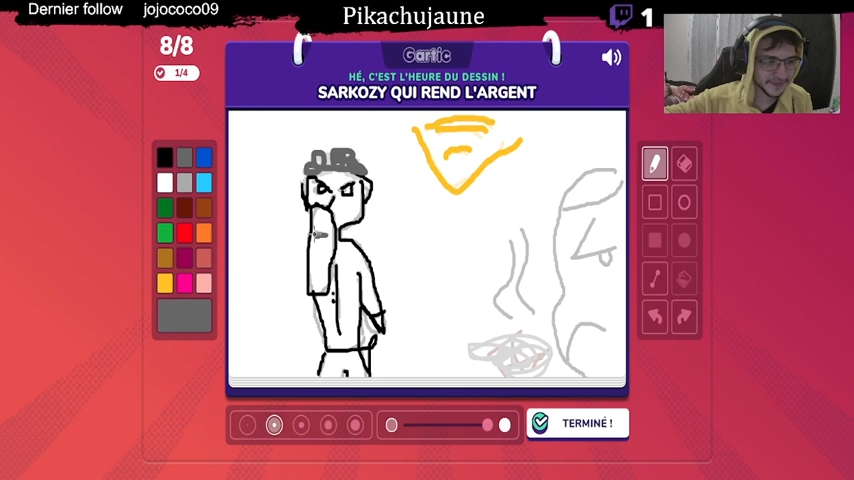 Dernier follow
jojococo09
Pikachujaune
1
8/8
1/4
Gartic
HÉ, C'EST L'HEURE DU DESSIN !
SARKOZY QUI REND L'ARGENT
TERMINÉ !